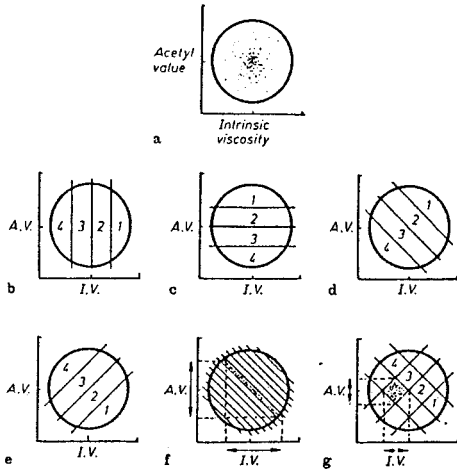 Acetyl
value
Intrinsic
viscosity
a
A.V.
4 3 2 1
I.V.
b
A.V.
1
2
3
4
I.V.
c
A.V.
1
2
3
4
I.V.
d
A.V.
4
3
2
1
I.V.
e
A.V.
I.V.
f
A.V.
4
3
2
1
I.V.
g